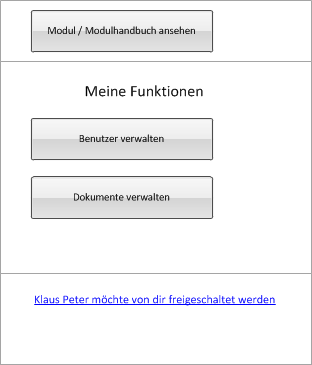 Modul / Modulhandbuch ansehen
Meine Funktionen
Benutzer verwalten
Dokumente verwalten
Klaus Peter möchte von dir freigeschaltet werden